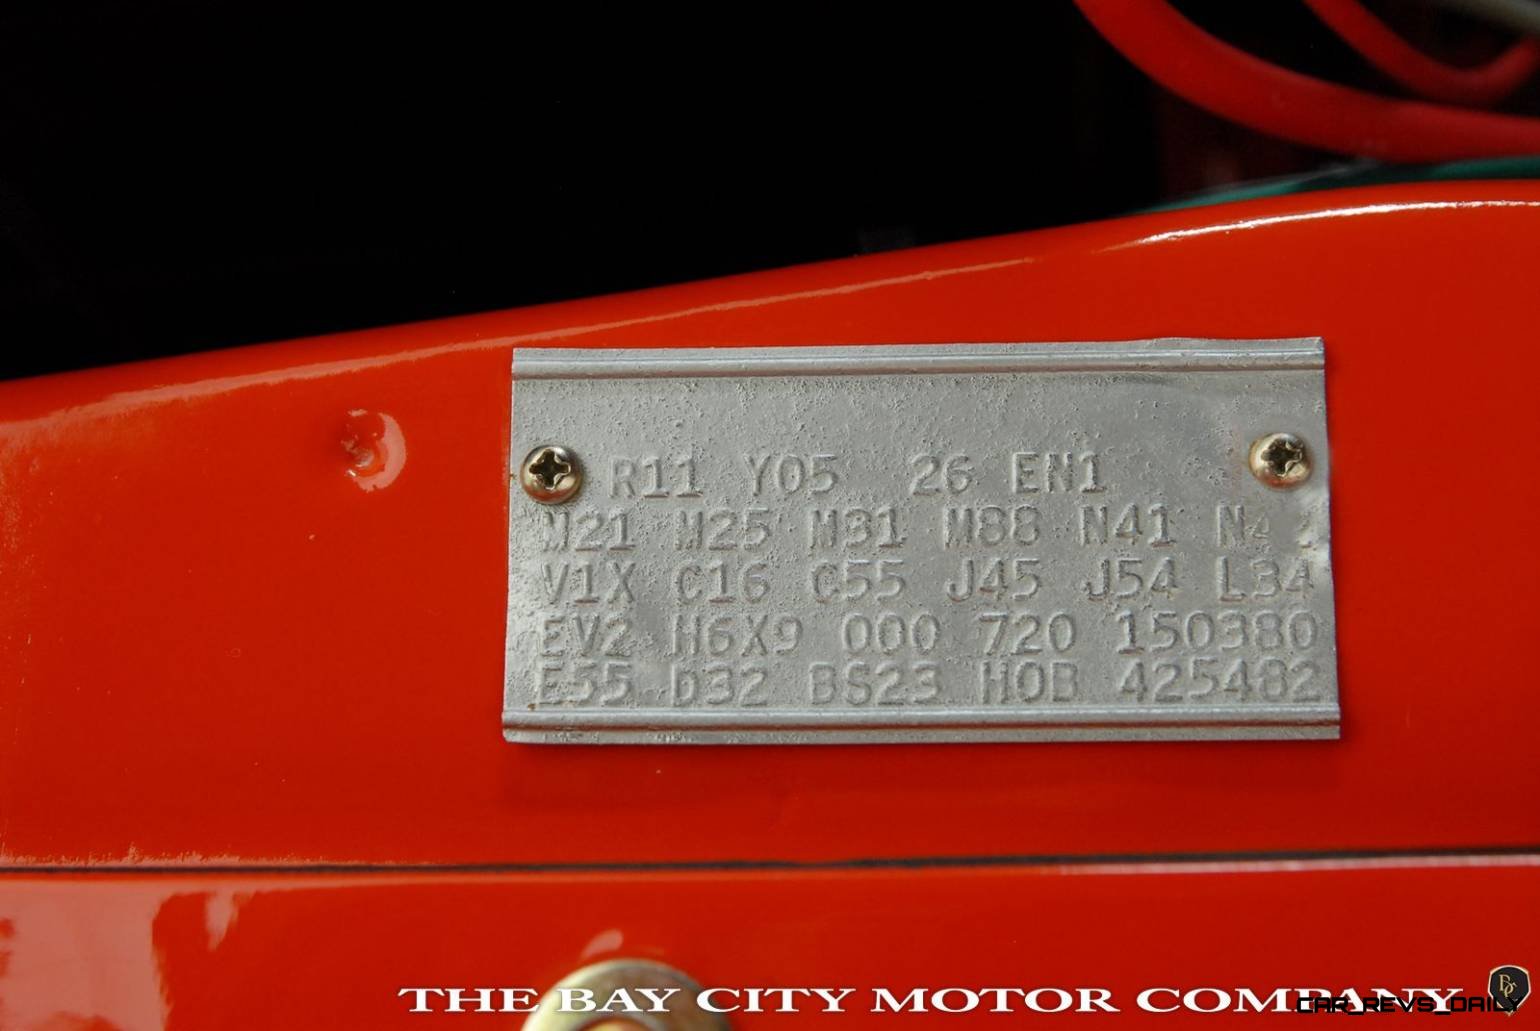 R11 Y05 26 EN1
M21 M25 M31 M88 N41
V1X C16 C55 J45 J54 L34
EV2 H6X9 000 720 150380
E55 D32 BS23 H0B 425482
THE BAY CITY MOTOR COMPANY
CAR_REVS_DAILY